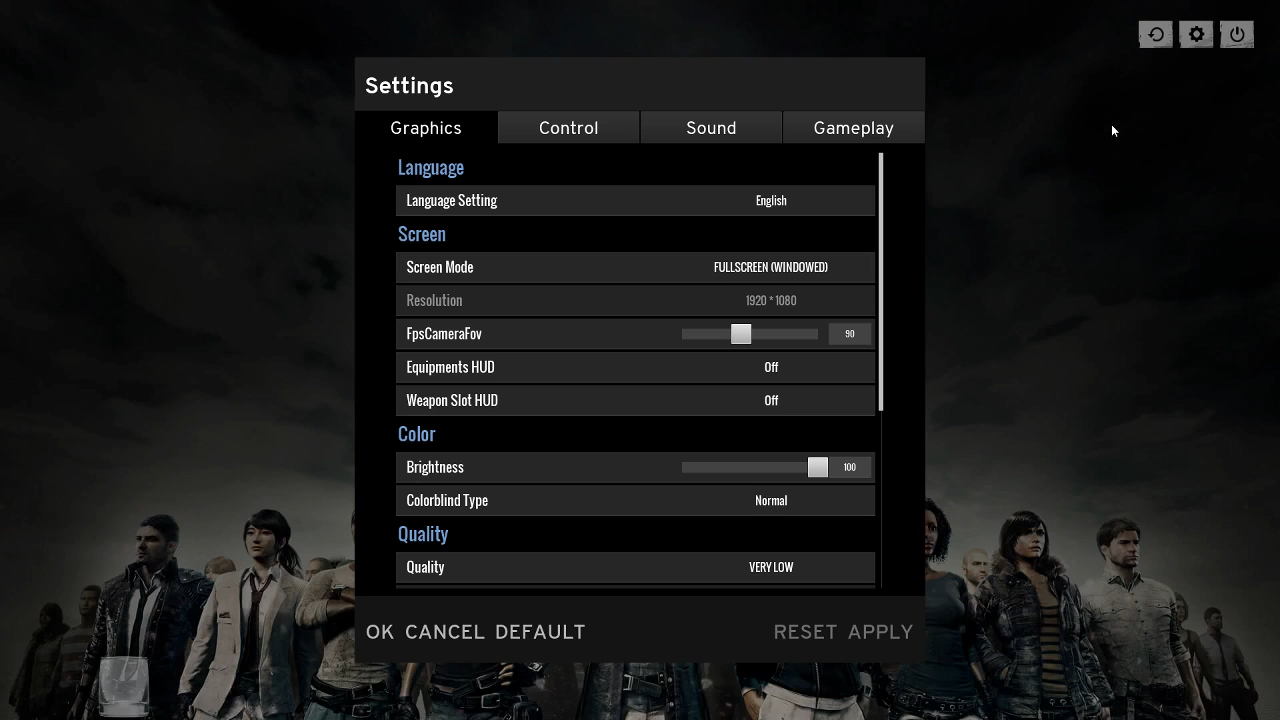 Settings
Graphics Control Sound Gameplay
Language
Language Setting English
Screen
Screen Mode FULLSCREEN (WINDOWED)
Resolution 1920 * 1080
FpsCameraFov 90
Equipments HUD Off
Weapon Slot HUD Off
Color
Brightness 100
Colorblind Type Normal
Quality
Quality VERY LOW
OK CANCEL DEFAULT RESET APPLY